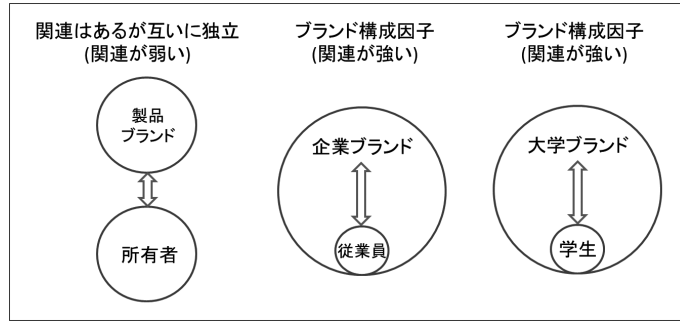 関連はあるが互いに独立
(関連が弱い)
製品
ブランド
所有者
ブランド構成因子
(関連が強い)
企業ブランド
従業員
ブランド構成因子
(関連が強い)
大学ブランド
学生